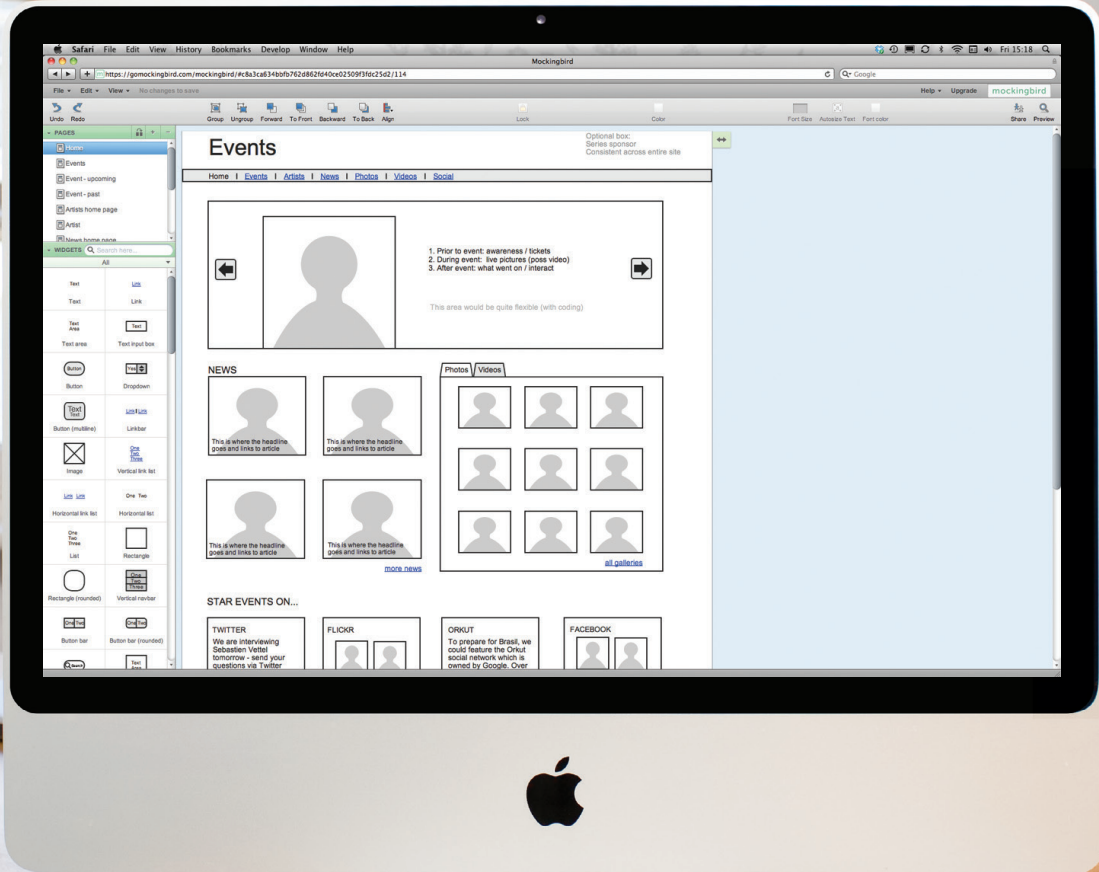 Safari File Edit View History Bookmarks Develop Window Help
Fri 15:18
Mockingbird
https://gomockingbird.com/mockingbird/#c8a3ca634bbfb762d862fd40ce02509f3fdc25d2/114
Google
File Edit View No changes to save
Help Upgrade mockingbird
Undo Redo Group Ungroup Forward To Front Backward To Back Align Lock Color Font Size Autosize Text Font color Share Preview
PAGES
Home
Events
Event - upcoming
Event - past
Artists home page
Artist
News home page
WIDGETS Search here...
All
Text Link
Text Link
Text Area Text
Text area Text input box
Button Yes
Button Dropdown
Text Text Link Link
Button (multiline) Linkbar
One Two Three
Image Vertical link list
Link Link One Two
Horizontal link list Horizontal list
One Two Three
List Rectangle
One Two Three
Rectangle (rounded) Vertical navbar
One Two One Two
Button bar Button bar (rounded)
Search Text Area
Events
Optional box:
Series sponsor
Consistent across entire site
Home | Events | Artists | News | Photos | Videos | Social
1. Prior to event: awareness / tickets
2. During event: live pictures (poss video)
3. After event: what went on / interact
This area would be quite flexible (with coding)
NEWS
This is where the headline
goes and links to article
This is where the headline
goes and links to article
This is where the headline
goes and links to article
This is where the headline
goes and links to article
more news
Photos Videos
all galleries
STAR EVENTS ON...
TWITTER
We are interviewing
Sebastien Vettel
tomorrow - send your
questions via Twitter
FLICKR
ORKUT
To prepare for Brasil, we
could feature the Orkut
social network which is
owned by Google. Over
FACEBOOK